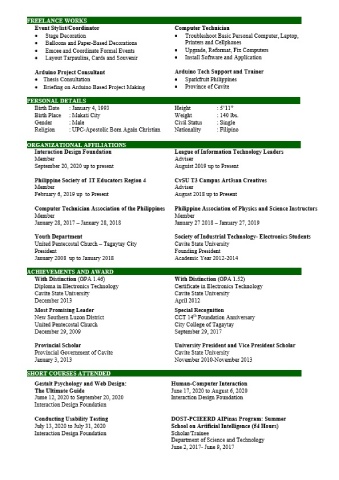 FREELANCE WORKS
Event Stylist/Coordinator
• Stage Decoration
• Balloons and Paper-Based Decorations
• Emcee and Coordinate Formal Events
• Layout Tarpaulins, Cards and Souvenir
Arduino Project Consultant
• Thesis Consultation
• Briefing on Arduino Based Project Making
Computer Technician
• Troubleshoot Basic Personal Computer, Laptop,
Printers and Cellphones
• Upgrade, Reformat, Fix Computers
• Install Software and Application
Arduino Tech Support and Trainer
• Sparkfruit Philippines
• Province of Cavite
PERSONAL DETAILS
Birth Date : January 4, 1993
Birth Place : Makati City
Gender : Male
Religion : UPC-Apostolic Born Again Christian
Height : 5'11"
Weight : 140 lbs.
Civil Status : Single
Nationality : Filipino
ORGANIZATIONAL AFFILIATIONS
Interaction Design Foundation
Member
September 20, 2020 up to present
League of Information Technology Leaders
Adviser
August 2019 up to Present
Philippine Society of IT Educators Region 4
Member
February 6, 2019 up to present
CvSU T3 Campus Artisan Creatives
Adviser
August 2018 up to Present
Computer Technician Association of the Philippines
Member
January 28, 2017 – January 28, 2018
Philippine Association of Physics and Science Instructors
Member
January 27 2018 – January 27, 2019
Youth Department
United Pentecostal Church – Tagaytay City
President
January 2008 up to January 2018
Society of Industrial Technology- Electronics Students
Cavite State University
Founding President
Academic Year 2012-2014
ACHIEVEMENTS AND AWARD
With Distinction (GPA 1.46)
Diploma in Electronics Technology
Cavite State University
December 2013
With Distinction (GPA 1.52)
Certificate in Electronics Technology
Cavite State University
April 2012
Most Promising Leader
New Southern Luzon District
United Pentecostal Church
December 29, 2009
Special Recognition
CCT 14th Foundation Anniversary
City College of Tagaytay
September 29, 2017
Provincial Scholar
Provincial Government of Cavite
January 3, 2013
University President and Vice President Scholar
Cavite State University
November 2010-November 2013
SHORT COURSES ATTENDED
Gestalt Psychology and Web Design:
The Ultimate Guide
June 12, 2020 to September 20, 2020
Interaction Design Foundation
Human-Computer Interaction
June 17, 2020 to August 6, 2020
Interaction Design Foundation
Conducting Usability Testing
July 13, 2020 to July 31, 2020
Interaction Design Foundation
DOST-PCIEERD AIPinas Program: Summer
School on Artificial Intelligence (54 Hours)
Scholar/Trainee
Department of Science and Technology
June 2, 2017- June 9, 2017